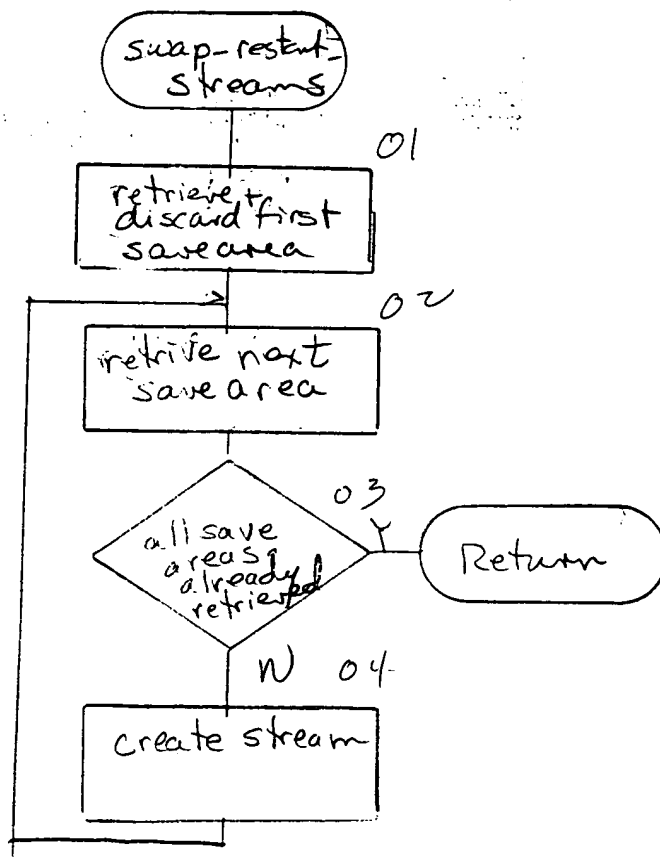 swap-restart-
streams
01
retrieve +
discard first
save area
02
retrive next
save area
03
all save
areas
already
retrieved
Y
Return
N 04
create stream